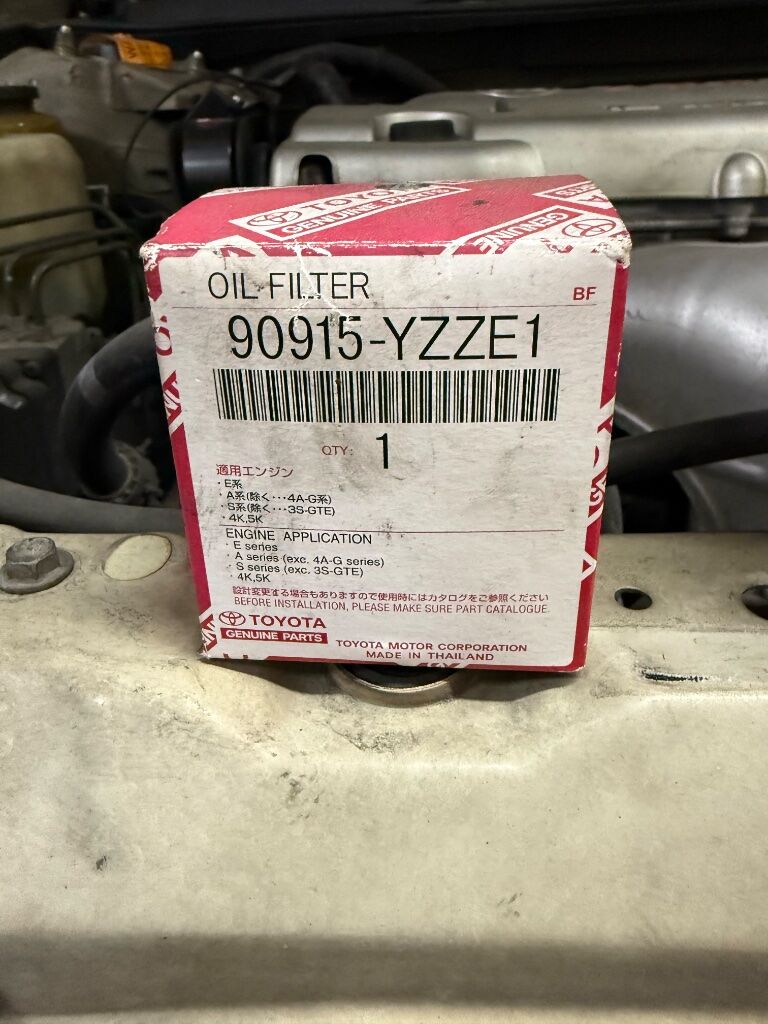 TOYOTA
GENUINE PARTS
GENUINE
OIL FILTER
BF
90915-YZZE1
QTY: 1
適用エンジン
・E系
・A系(除く・・・4A-G系)
・S系(除く・・・3S-GTE)
・4K,5K
ENGINE APPLICATION
・E series
・A series (exc. 4A-G series)
・S series (exc. 3S-GTE)
・4K,5K
設計変更する場合もありますので使用時にはカタログをご参照ください
BEFORE INSTALLATION, PLEASE MAKE SURE PART CATALOGUE.
TOYOTA
GENUINE PARTS
TOYOTA MOTOR CORPORATION
MADE IN THAILAND